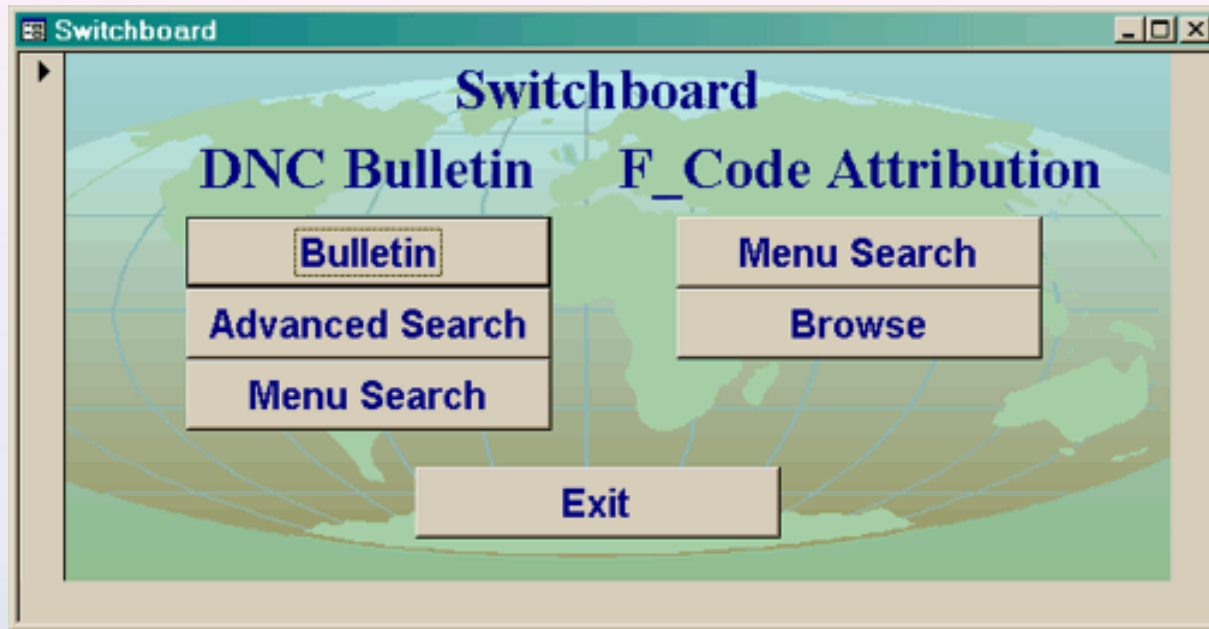 Switchboard
Switchboard
DNC Bulletin
F_Code Attribution
Bulletin
Menu Search
Advanced Search
Browse
Menu Search
Exit